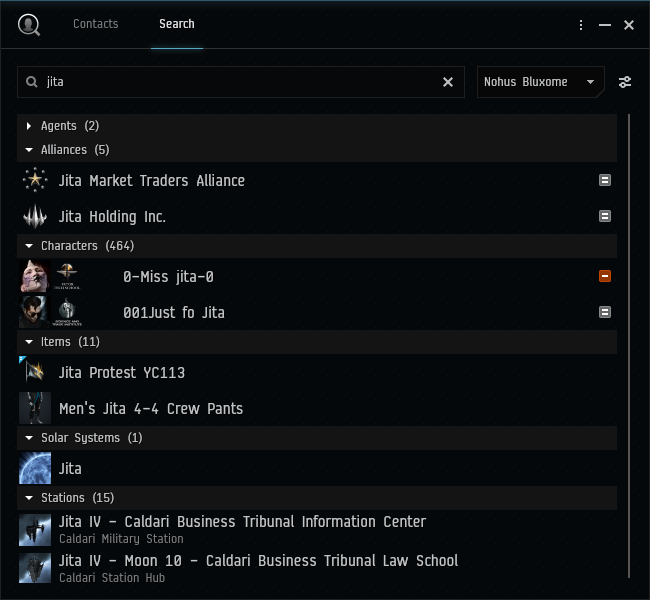 Contacts Search
jita Nohus Bluxome
Agents (2)
Alliances (5)
Jita Market Traders Alliance
Jita Holding Inc.
Characters (464)
0-Miss jita-0
001Just fo Jita
Items (11)
Jita Protest YC113
Men's Jita 4-4 Crew Pants
Solar Systems (1)
Jita
Stations (15)
Jita IV - Caldari Business Tribunal Information Center
Caldari Military Station
Jita IV - Moon 10 - Caldari Business Tribunal Law School
Caldari Station Hub